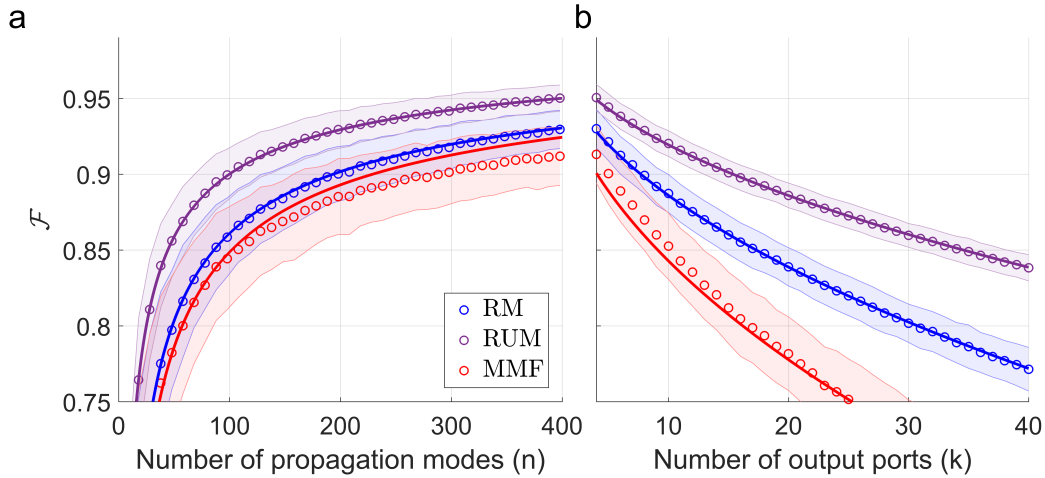 a
b
0.95
0.9
0.85
0.8
0.75
ℱ
RM
RUM
MMF
0 100 200 300 400
10 20 30 40
Number of propagation modes (n)
Number of output ports (k)